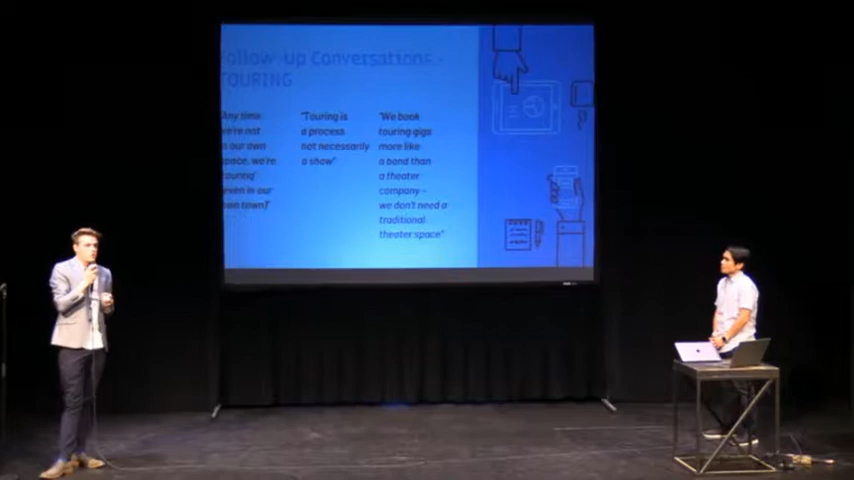 Follow-Up Conversations -
TOURING
"Any time
we're not
in our own
space, we're
touring
even in our
own town]"
"Touring is
a process
not necessarily
a show"
"We book
touring gigs
more like
a band than
a theater
company -
we don't need a
traditional
theater space"